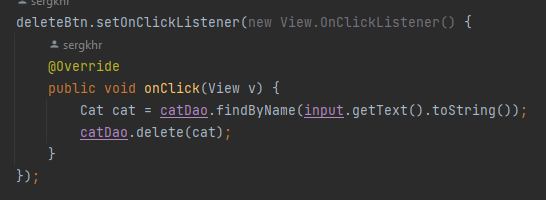 sergkhr
deleteBtn.setOnClickListener(new View.OnClickListener() {
sergkhr
@Override
public void onClick(View v) {
Cat cat = catDao.findByName(input.getText().toString());
catDao.delete(cat);
}
});